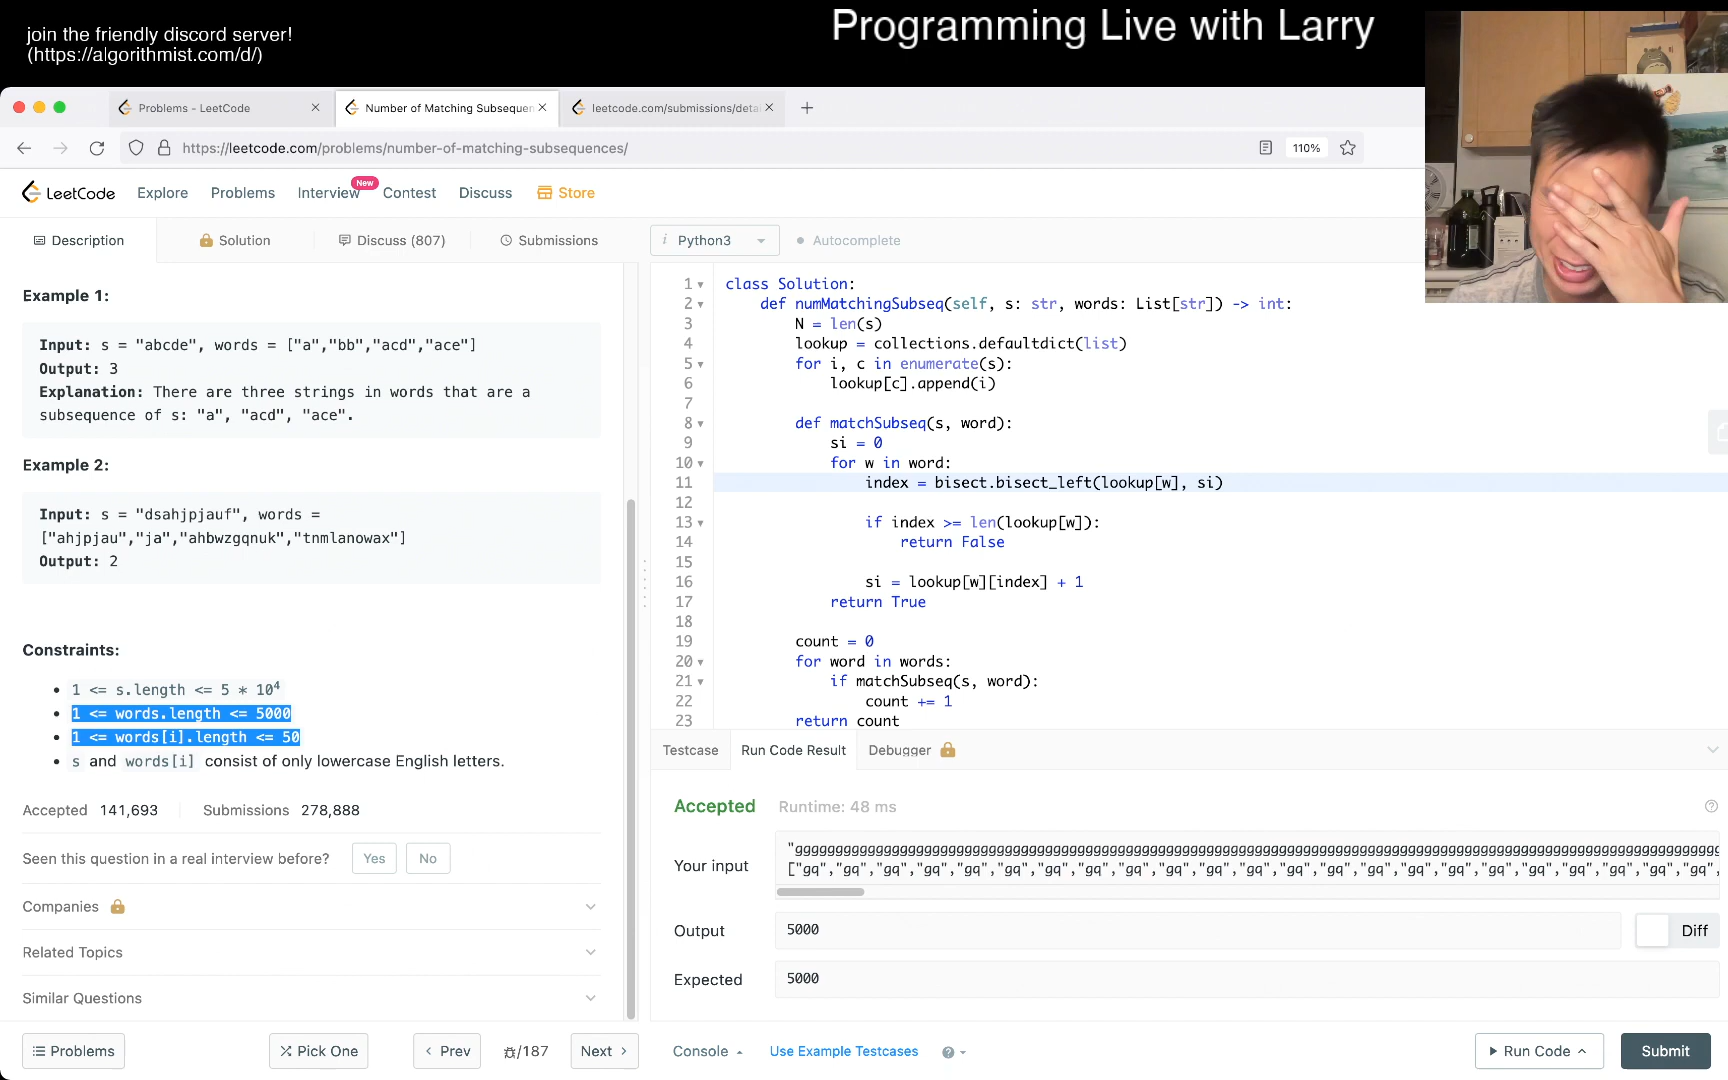 join the friendly discord server!
(https://algorithmist.com/d/)
Programming Live with Larry
Problems - LeetCode
Number of Matching Subsequen
leetcode.com/submissions/deta
https://leetcode.com/problems/number-of-matching-subsequences/
110%
LeetCode
Explore
Problems
Interview
New
Contest
Discuss
Store
Description
Solution
Discuss (807)
Submissions
i Python3
Autocomplete
Example 1:
Input: s = "abcde", words = ["a","bb","acd","ace"]
Output: 3
Explanation: There are three strings in words that are a
subsequence of s: "a", "acd", "ace".
Example 2:
Input: s = "dsahjpjauf", words =
["ahjpjau","ja","ahbwzgqnuk","tnmlanowax"]
Output: 2
Constraints:
1 <= s.length <= 5 * 10⁴
1 <= words.length <= 5000
1 <= words[i].length <= 50
s and words[i] consist of only lowercase English letters.
Accepted 141,693
Submissions 278,888
Seen this question in a real interview before?
Yes
No
Companies
Related Topics
Similar Questions
Problems
Pick One
Prev
/187
Next
1 class Solution:
2 def numMatchingSubseq(self, s: str, words: List[str]) -> int:
3 N = len(s)
4 lookup = collections.defaultdict(list)
5 for i, c in enumerate(s):
6 lookup[c].append(i)
7
8 def matchSubseq(s, word):
9 si = 0
10 for w in word:
11 index = bisect.bisect_left(lookup[w], si)
12
13 if index >= len(lookup[w]):
14 return False
15
16 si = lookup[w][index] + 1
17 return True
18
19 count = 0
20 for word in words:
21 if matchSubseq(s, word):
22 count += 1
23 return count
Testcase
Run Code Result
Debugger
Accepted
Runtime: 48 ms
Your input
Output
5000
Diff
Expected
5000
Console
Use Example Testcases
Run Code
Submit